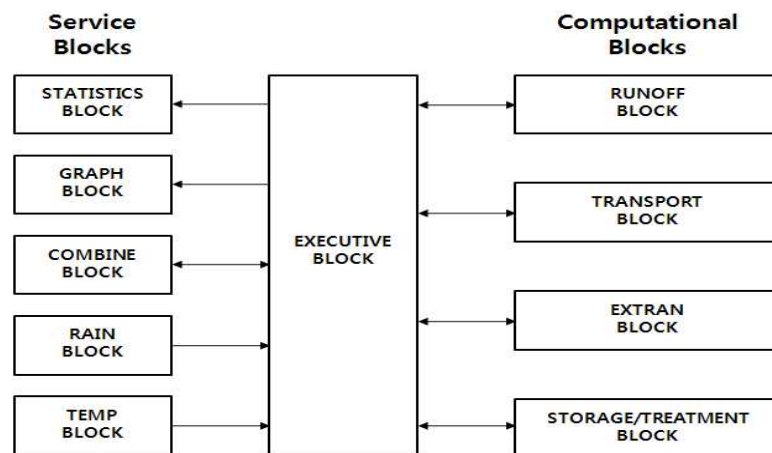 Service
Blocks
Computational
Blocks
STATISTICS
BLOCK
GRAPH
BLOCK
COMBINE
BLOCK
RAIN
BLOCK
TEMP
BLOCK
EXECUTIVE
BLOCK
RUNOFF
BLOCK
TRANSPORT
BLOCK
EXTRAN
BLOCK
STORAGE/TREATMENT
BLOCK